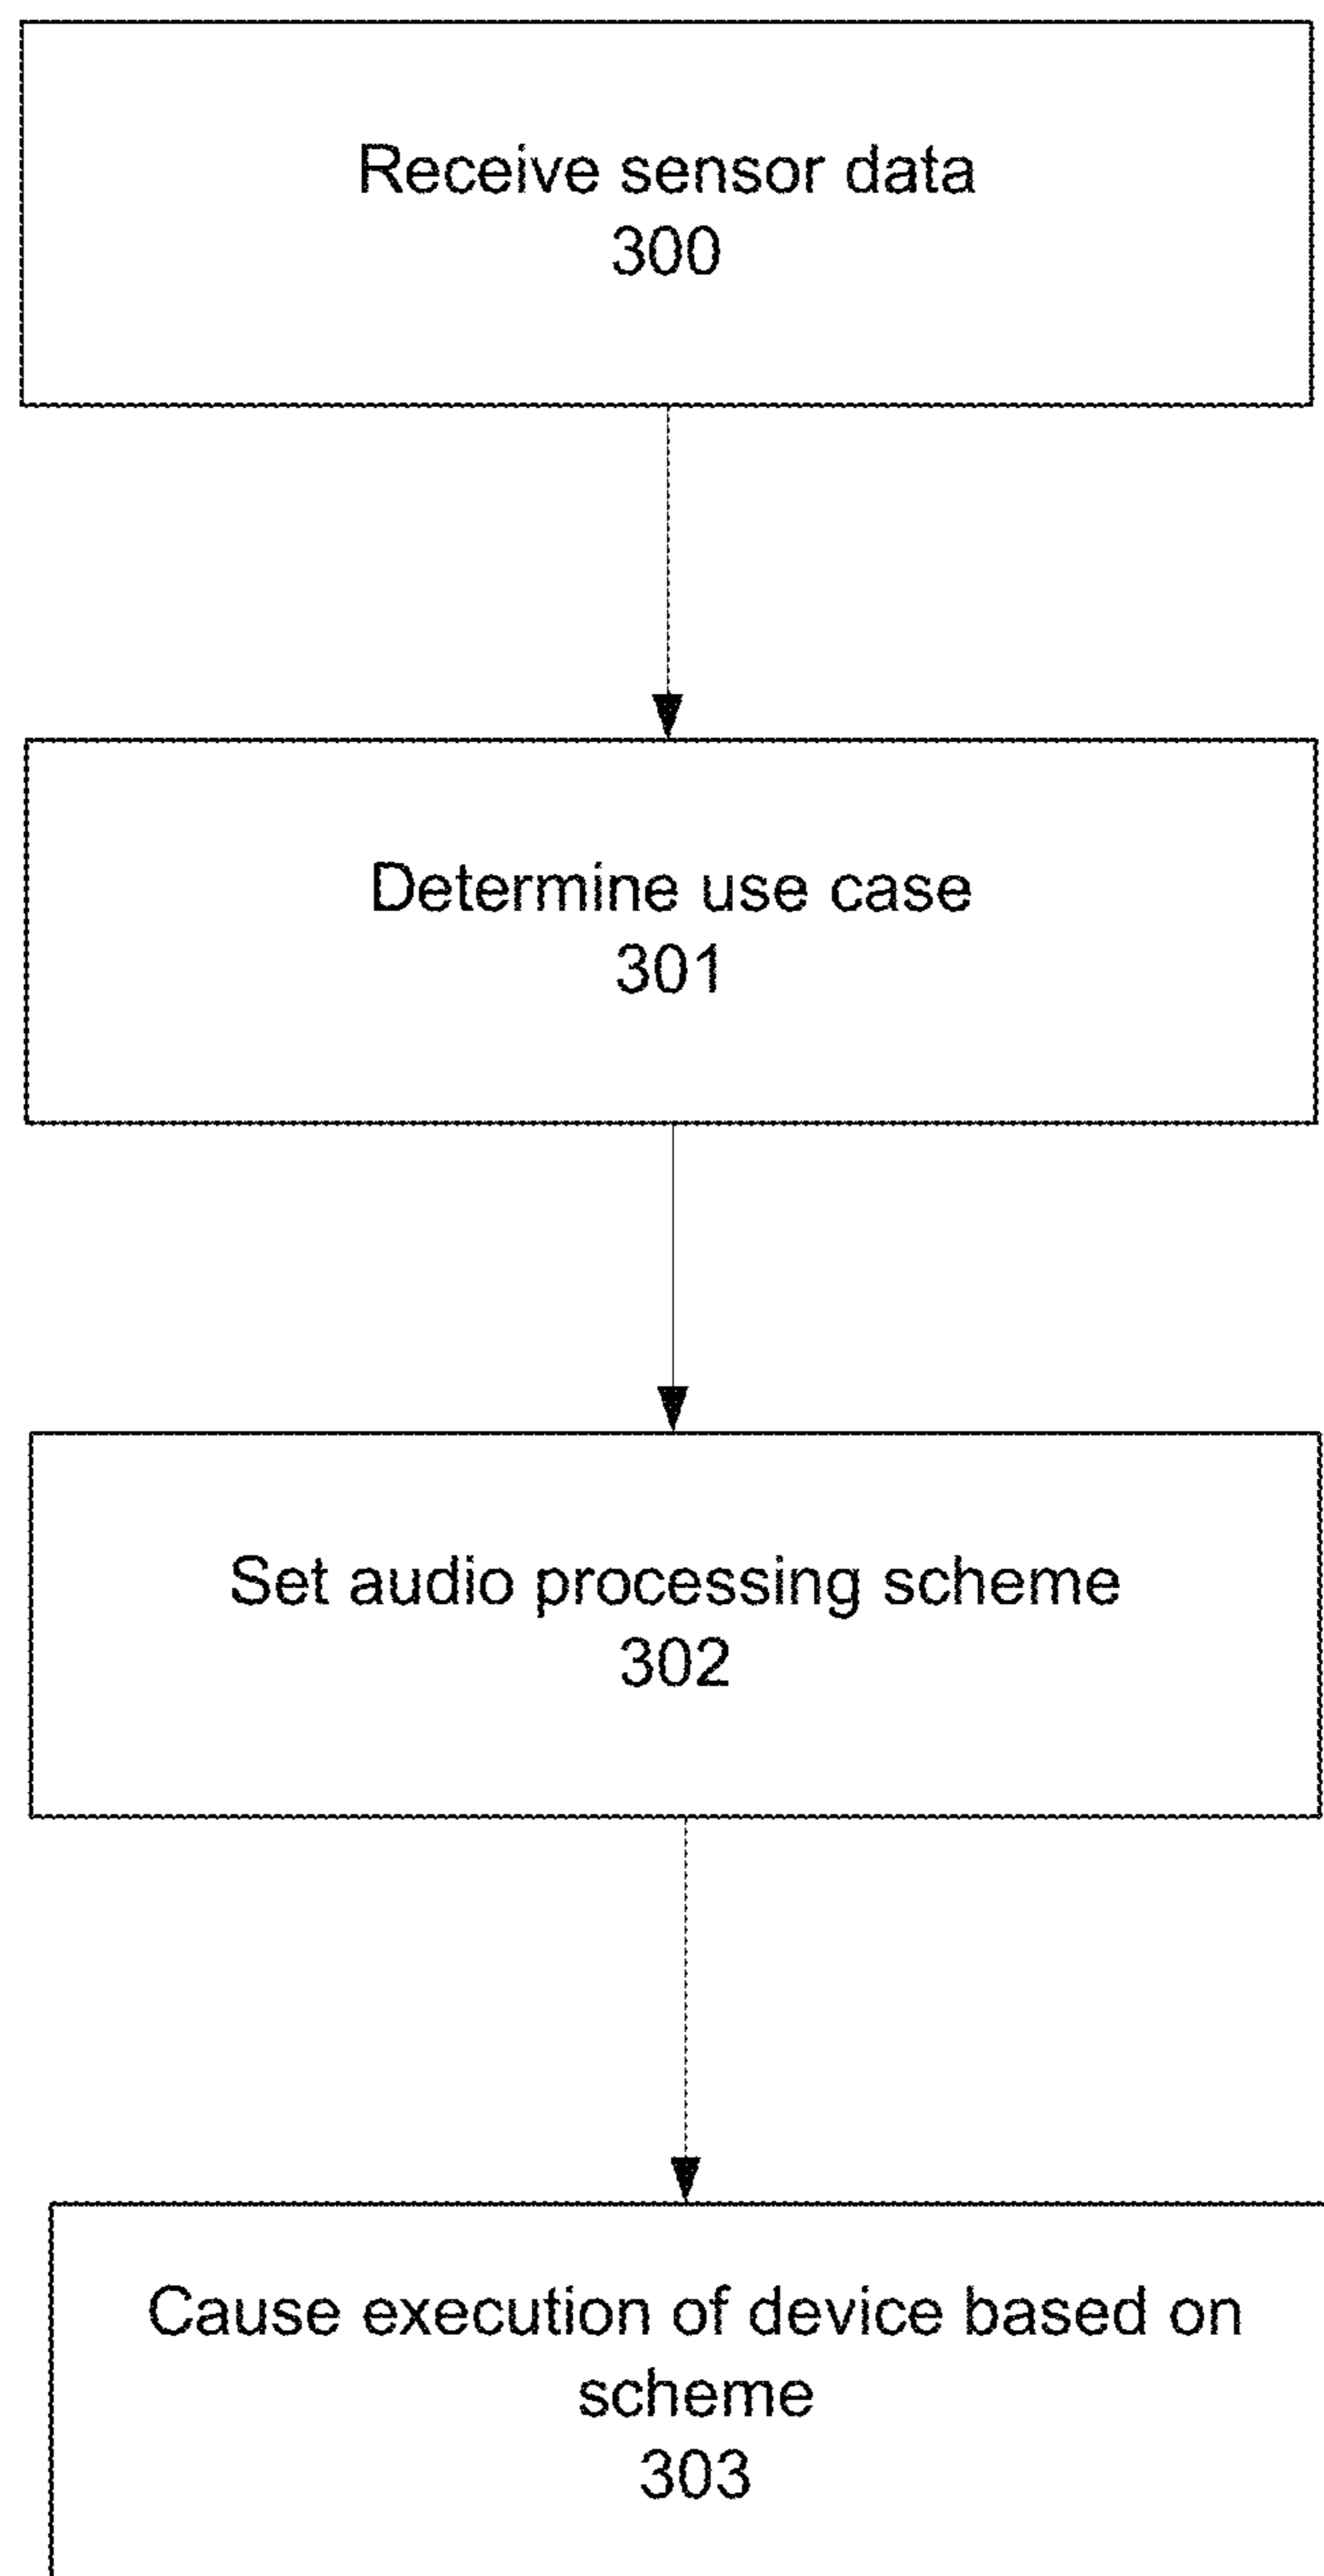 Receive sensor data
300
Determine use case
301
Set audio processing scheme
302
Cause execution of device based on
scheme
303